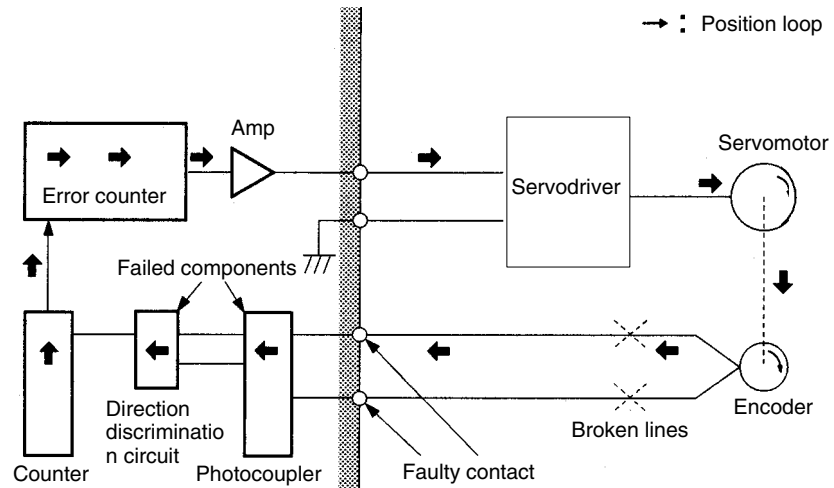 : Position loop
Amp
Servomotor
Error counter
Servodriver
Failed components
Direction
discriminatio
n circuit
Broken lines
Encoder
Counter
Photocoupler
Faulty contact